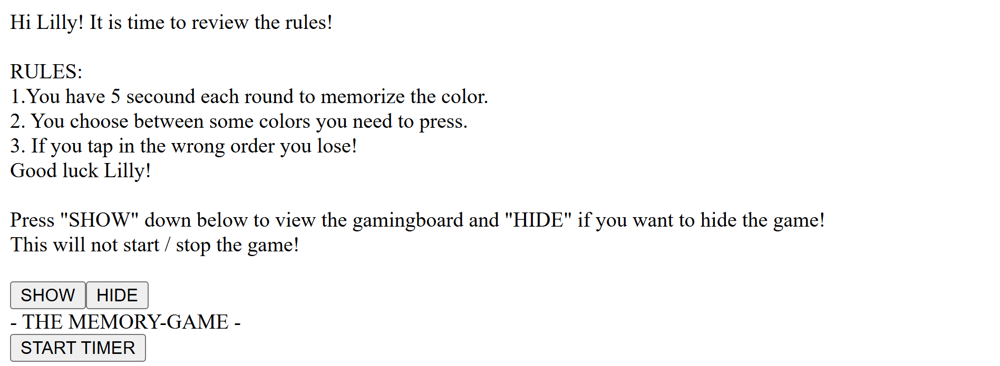 Hi Lilly! It is time to review the rules!
RULES:
1.You have 5 secound each round to memorize the color.
2. You choose between some colors you need to press.
3. If you tap in the wrong order you lose!
Good luck Lilly!
Press "SHOW" down below to view the gamingboard and "HIDE" if you want to hide the game!
This will not start / stop the game!
SHOW HIDE
- THE MEMORY-GAME -
START TIMER